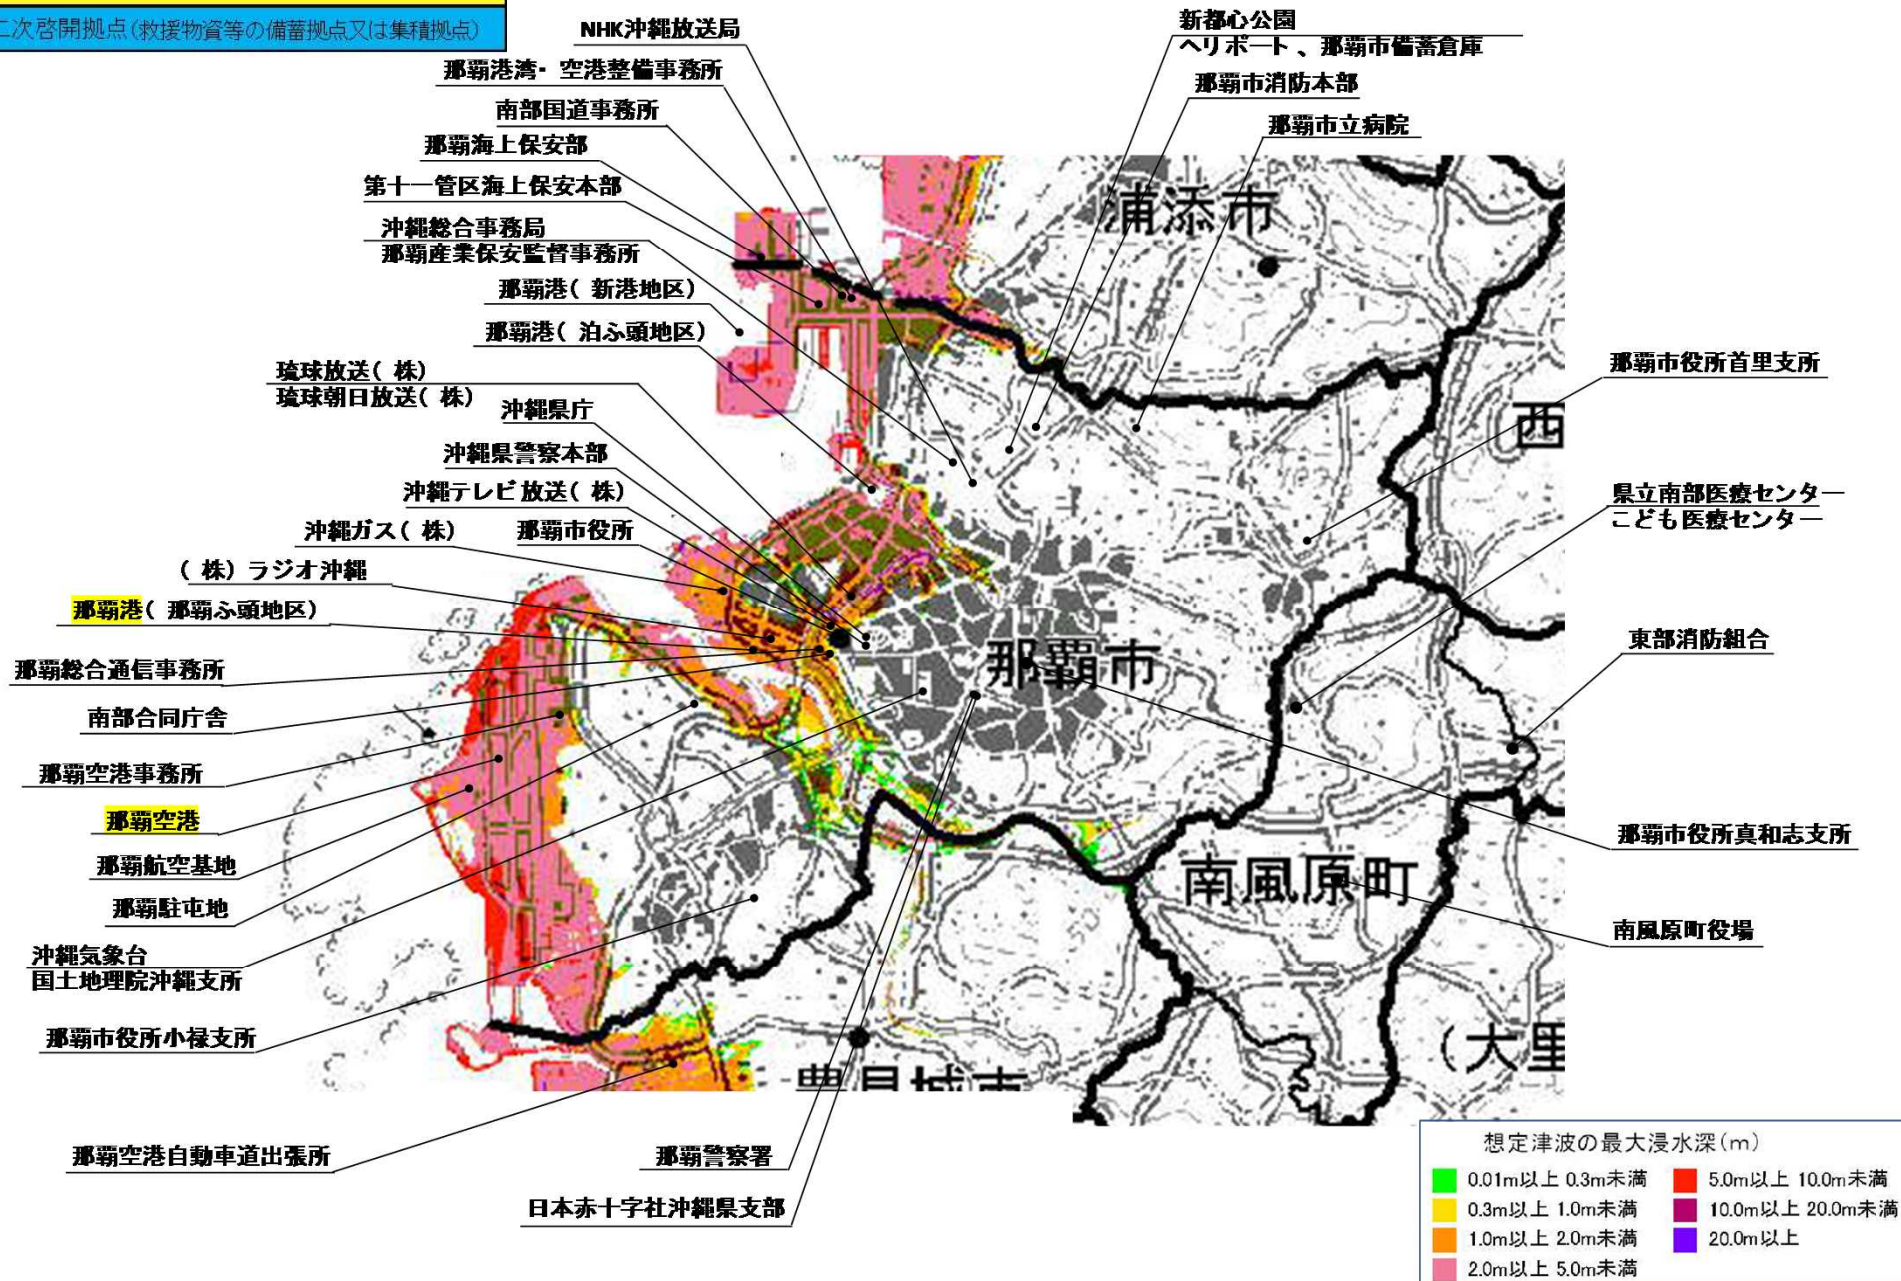 二次啓開拠点(救援物資等の備蓄拠点又は集積拠点)
NHK沖縄放送局
那覇港湾・空港整備事務所
南部国道事務所
那覇海上保安部
第十一管区海上保安本部
沖縄総合事務局
那覇産業保安監督事務所
那覇港( 新港地区)
那覇港( 泊ふ頭地区)
琉球放送( 株)
琉球朝日放送( 株)
沖縄県庁
沖縄県警察本部
沖縄テレビ放送( 株)
沖縄ガス( 株)
那覇市役所
( 株) ラジオ沖縄
那覇港( 那覇ふ頭地区)
那覇総合通信事務所
南部合同庁舎
那覇空港事務所
那覇空港
那覇航空基地
那覇駐屯地
沖縄気象台
国土地理院沖縄支所
那覇市役所小禄支所
那覇空港自動車道出張所
那覇警察署
日本赤十字社沖縄県支部
新都心公園
ヘリポート、那覇市備蓄倉庫
那覇市消防本部
那覇市立病院
那覇市役所首里支所
県立南部医療センター
こども医療センター
東部消防組合
那覇市役所真和志支所
南風原町役場
浦添市
西
那覇市
南風原町
(大里
豊見城市
想定津波の最大浸水深(m)
0.01m以上 0.3m未満
0.3m以上 1.0m未満
1.0m以上 2.0m未満
2.0m以上 5.0m未満
5.0m以上 10.0m未満
10.0m以上 20.0m未満
20.0m以上